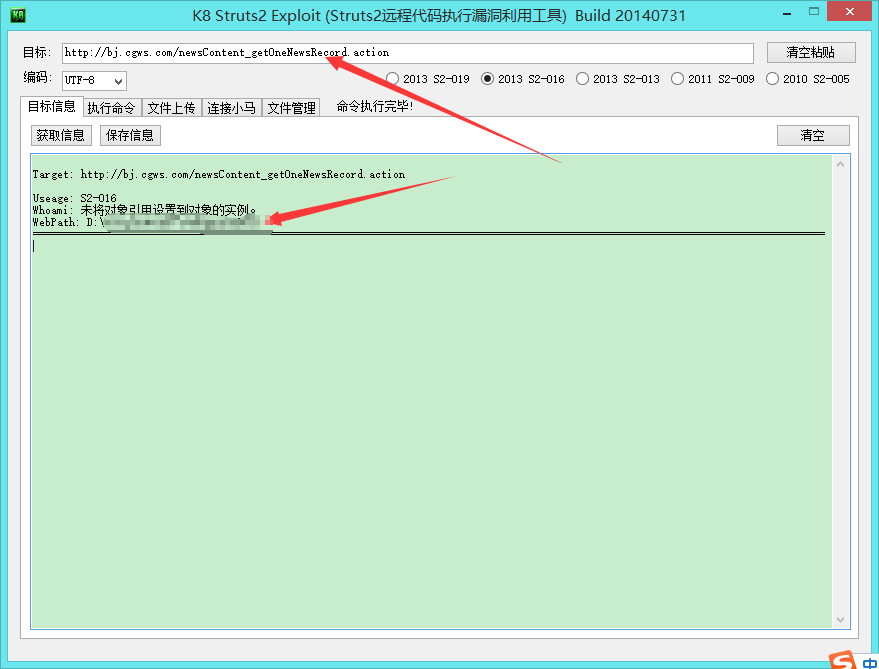 K8 Struts2 Exploit (Struts2远程代码执行漏洞利用工具) Build 20140731
目标: http://bj.cgws.com/newsContent_getOneNewsRecord.action 清空粘贴
编码: UTF-8 2013 S2-019 2013 S2-016 2013 S2-013 2011 S2-009 2010 S2-005
目标信息 执行命令 文件上传 连接小马 文件管理 命令执行完毕!
获取信息 保存信息 清空
Target: http://bj.cgws.com/newsContent_getOneNewsRecord.action
Useage: S2-016
Whoami: 未将对象引用设置到对象的实例。
WebPath: D:\
中